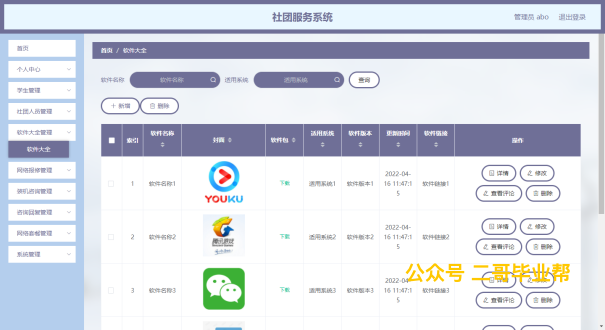 社团服务系统
管理员 abo 退出登录
首页
个人中心
学生管理
社团人员管理
软件大全管理
软件大全
网络报修管理
咨询回复管理
网络套餐管理
系统管理
首页 / 软件大全
软件名称 软件名称 适用系统 适用系统 查询
+ 新增 删除
索引 软件名称 封面 软件包 适用系统 软件版本 更新时间 软件链接 操作
1 软件名称1 YOUKU 下载 适用系统1 软件版本1 2022-04-16 11:47:15 软件链接1 详情 修改 查看评论 删除
2 软件名称2 腾讯游戏 下载 适用系统2 软件版本2 2022-04-16 11:47:15 软件链接2 详情 修改 查看评论 删除
3 软件名称3 下载 适用系统3 软件版本3 2022-04-16 11:47:15 软件链接3 详情 修改 查看评论 删除
公众号 二哥毕业帮